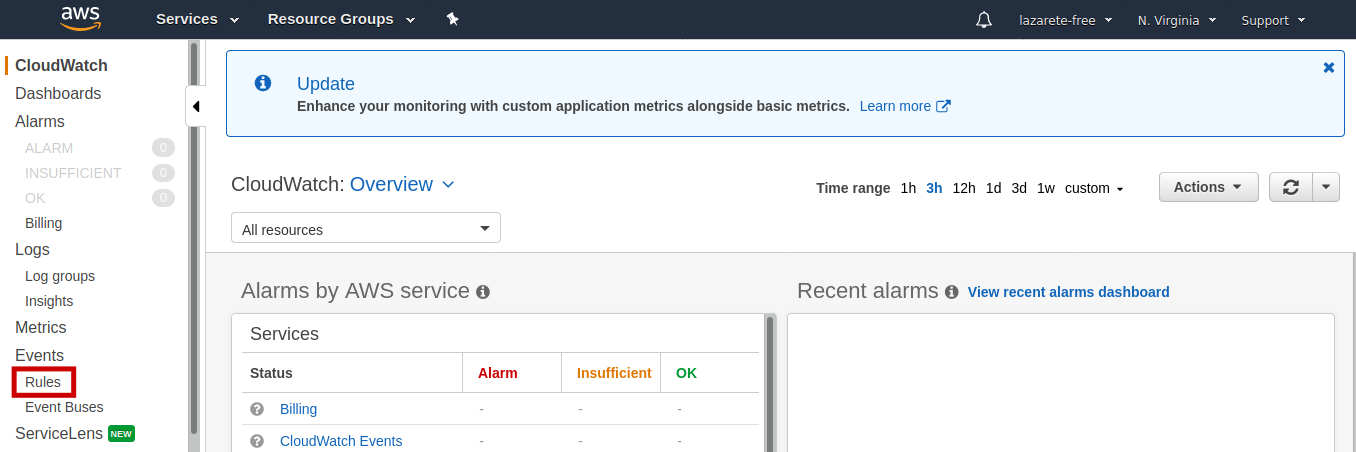 aws Services Resource Groups lazarete-free N. Virginia Support
CloudWatch
Dashboards
Alarms
ALARM 0
INSUFFICIENT 0
OK 0
Billing
Logs
Log groups
Insights
Metrics
Events
Rules
Event Buses
ServiceLens NEW
Update
Enhance your monitoring with custom application metrics alongside basic metrics. Learn more
CloudWatch: Overview
Time range 1h 3h 12h 1d 3d 1w custom Actions
All resources
Alarms by AWS service
Services
Status Alarm Insufficient OK
Billing - - -
CloudWatch Events - - -
Recent alarms View recent alarms dashboard